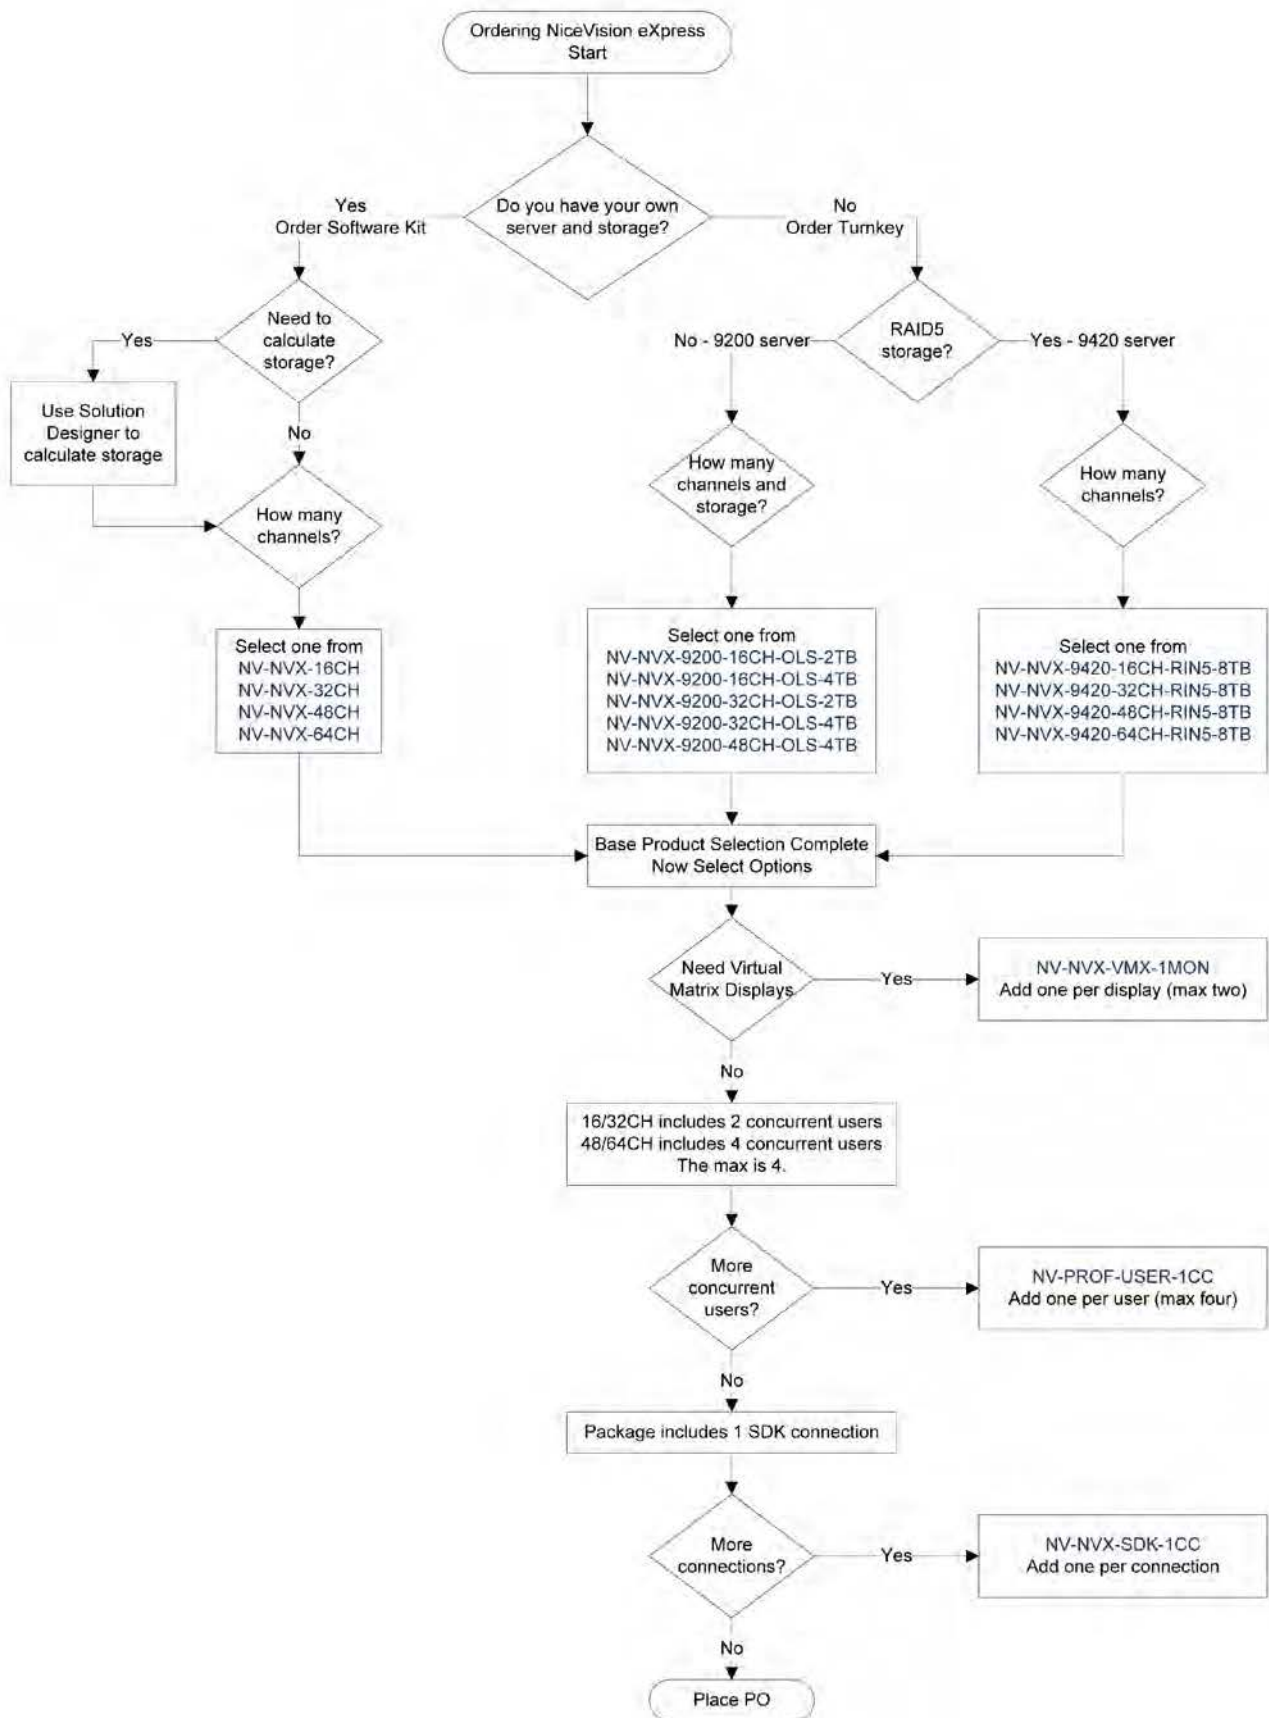 Ordering NiceVision eXpress
Start
Do you have your own
server and storage?
Yes
Order Software Kit
No
Order Turnkey
Need to
calculate
storage?
Yes
Use Solution
Designer to
calculate storage
No
How many
channels?
RAID5
storage?
No - 9200 server
Yes - 9420 server
How many
channels and
storage?
How many
channels?
Select one from
NV-NVX-16CH
NV-NVX-32CH
NV-NVX-48CH
NV-NVX-64CH
Select one from
NV-NVX-9200-16CH-OLS-2TB
NV-NVX-9200-16CH-OLS-4TB
NV-NVX-9200-32CH-OLS-2TB
NV-NVX-9200-32CH-OLS-4TB
NV-NVX-9200-48CH-OLS-4TB
Select one from
NV-NVX-9420-16CH-RIN5-8TB
NV-NVX-9420-32CH-RIN5-8TB
NV-NVX-9420-48CH-RIN5-8TB
NV-NVX-9420-64CH-RIN5-8TB
Base Product Selection Complete
Now Select Options
Need Virtual
Matrix Displays
Yes
NV-NVX-VMX-1MON
Add one per display (max two)
No
16/32CH includes 2 concurrent users
48/64CH includes 4 concurrent users
The max is 4.
More
concurrent
users?
Yes
NV-PROF-USER-1CC
Add one per user (max four)
No
Package includes 1 SDK connection
More
connections?
Yes
NV-NVX-SDK-1CC
Add one per connection
No
Place PO